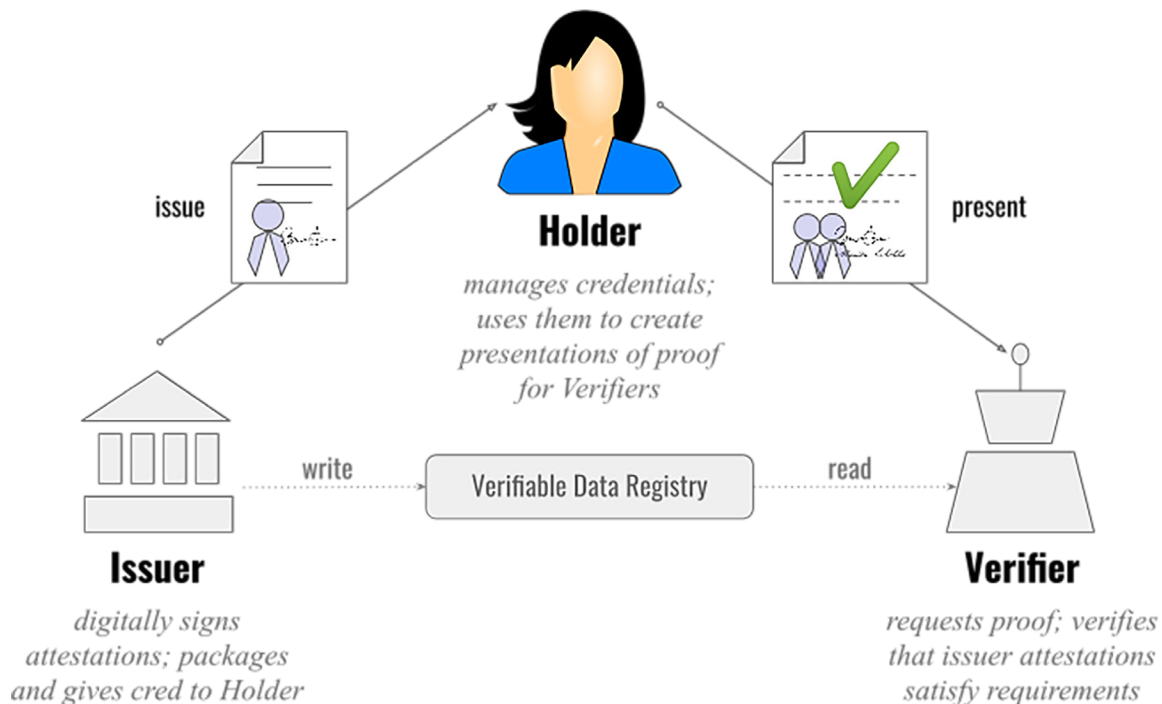 issue
present
Holder
manages credentials;
uses them to create
presentations of proof
for Verifiers
write
Verifiable Data Registry
read
Issuer
digitally signs
attestations; packages
and gives cred to Holder
Verifier
requests proof; verifies
that issuer attestations
satisfy requirements